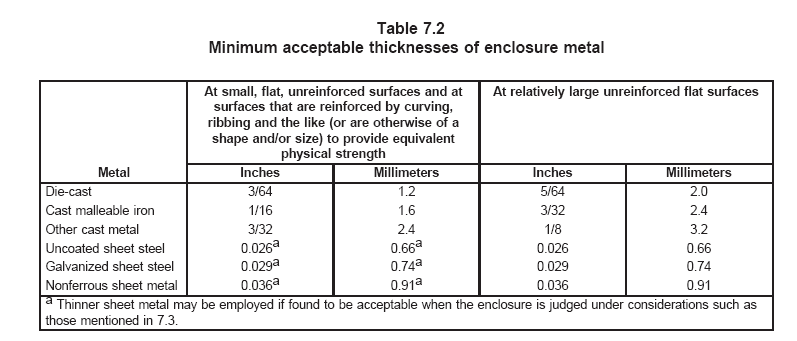 Table 7.2
Minimum acceptable thicknesses of enclosure metal
At small, flat, unreinforced surfaces and at
surfaces that are reinforced by curving,
ribbing and the like (or are otherwise of a
shape and/or size) to provide equivalent
physical strength
At relatively large unreinforced flat surfaces
Metal Inches Millimeters Inches Millimeters
Die-cast 3/64 1.2 5/64 2.0
Cast malleable iron 1/16 1.6 3/32 2.4
Other cast metal 3/32 2.4 1/8 3.2
Uncoated sheet steel 0.026a 0.66a 0.026 0.66
Galvanized sheet steel 0.029a 0.74a 0.029 0.74
Nonferrous sheet metal 0.036a 0.91a 0.036 0.91
a Thinner sheet metal may be employed if found to be acceptable when the enclosure is judged under considerations such as
those mentioned in 7.3.